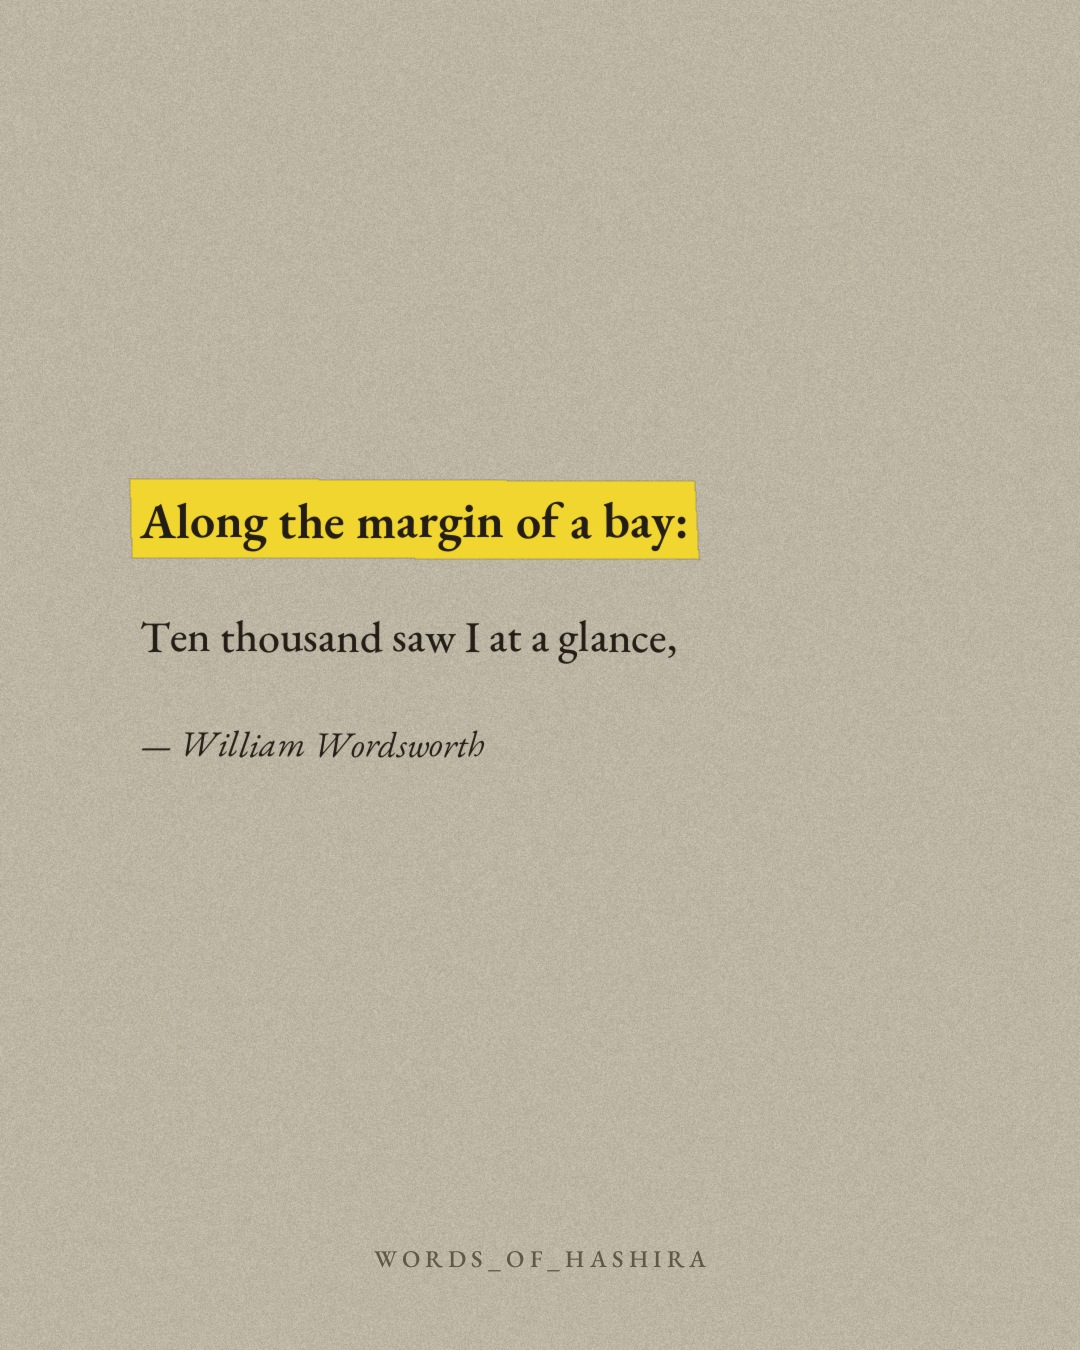 Along the margin of a bay:
Ten thousand saw I at a glance,
— William Wordsworth
WORDS_OF_HASHIRA